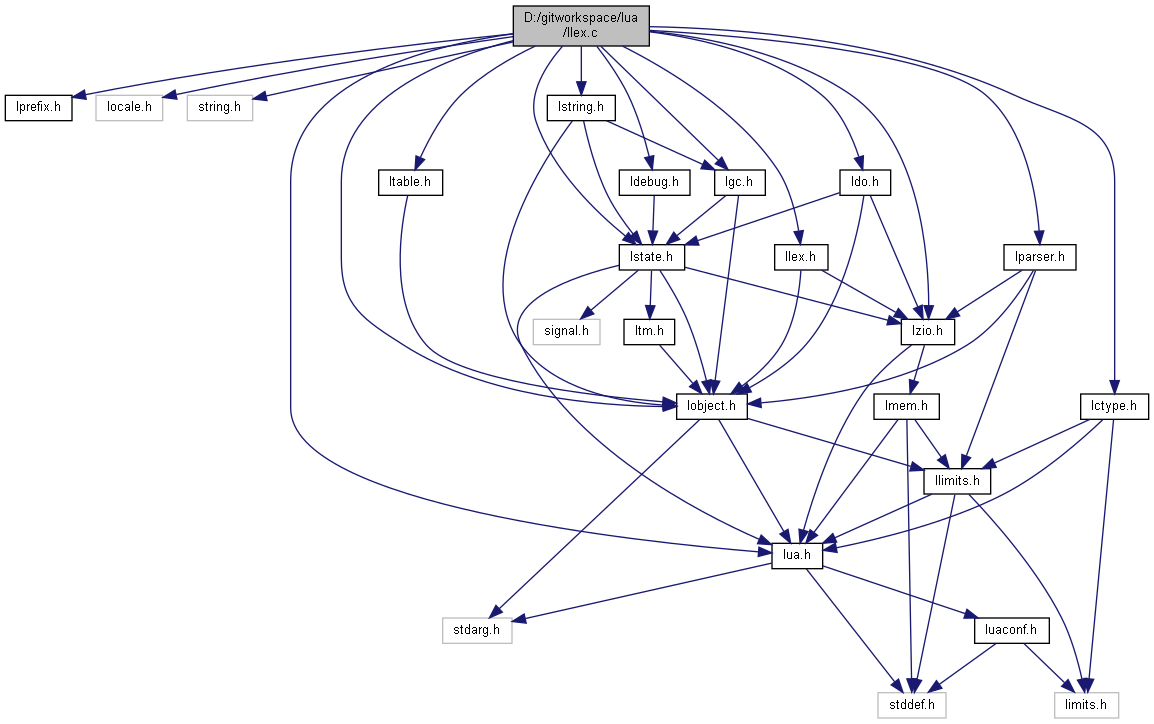 D:/gitworkspace/lua
/llex.c
lprefix.h
locale.h
string.h
lstring.h
ltable.h
ldebug.h
lgc.h
ldo.h
lstate.h
llex.h
lparser.h
signal.h
ltm.h
lzio.h
lobject.h
lmem.h
lctype.h
llimits.h
lua.h
stdarg.h
luaconf.h
stddef.h
limits.h